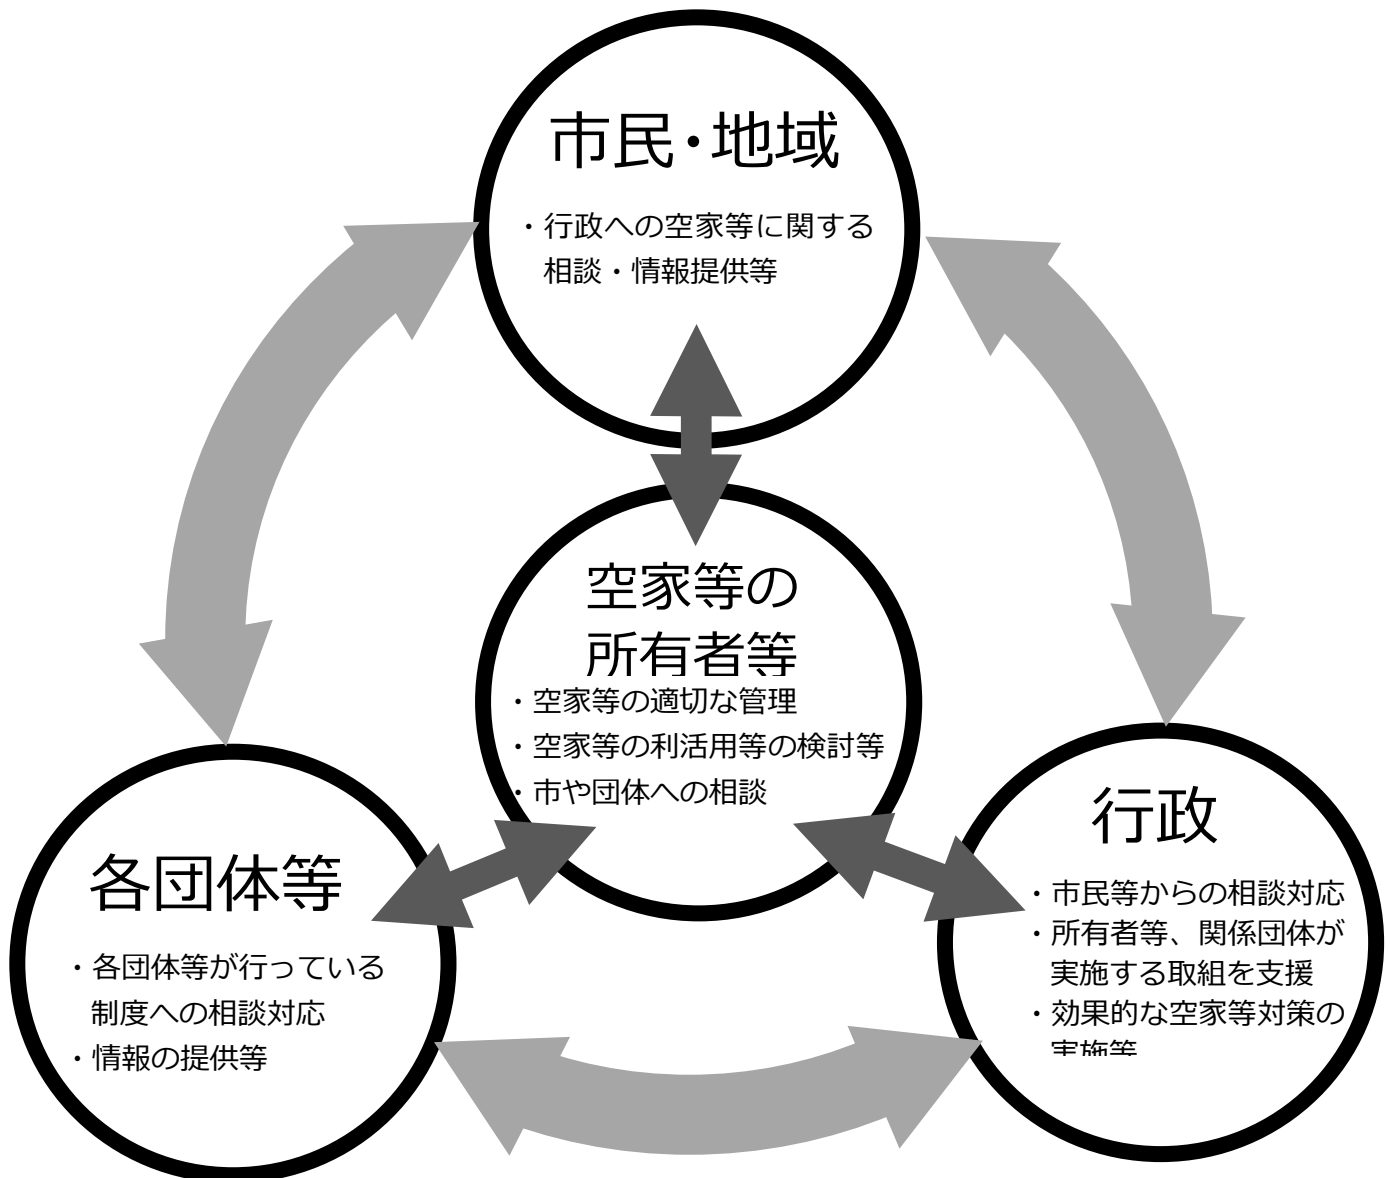 市民・地域
・行政への空家等に関する
相談・情報提供等
空家等の
所有者等
・空家等の適切な管理
・空家等の利活用等の検討等
・市や団体への相談
各団体等
・各団体等が行っている
制度への相談対応
・情報の提供等
行政
・市民等からの相談対応
・所有者等、関係団体が
実施する取組を支援
・効果的な空家等対策の
実施等